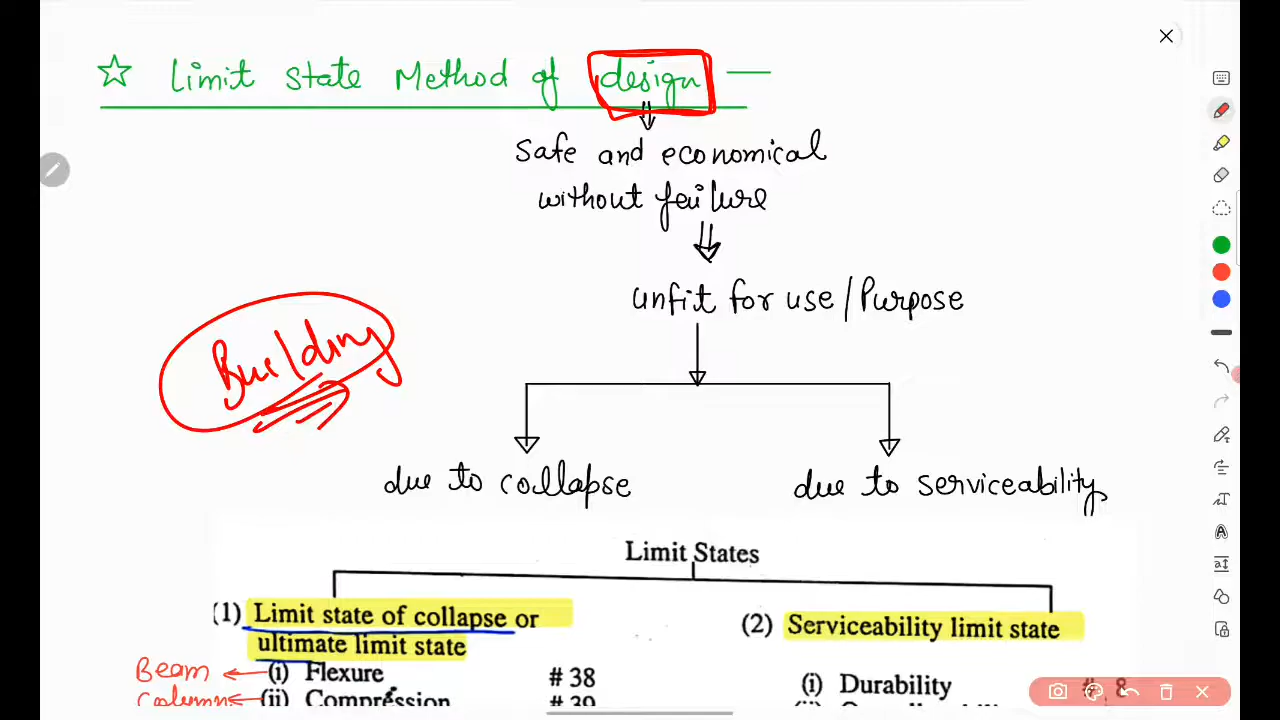 ☆ Limit State Method of design —
Safe and economical
without failure
unfit for use/Purpose
Building
due to collapse
due to serviceability
Limit States
(1) Limit state of collapse or
ultimate limit state
(2) Serviceability limit state
Beam ← (i) Flexure # 38
Column ← (ii) Compression # 39
(i) Durability # 8